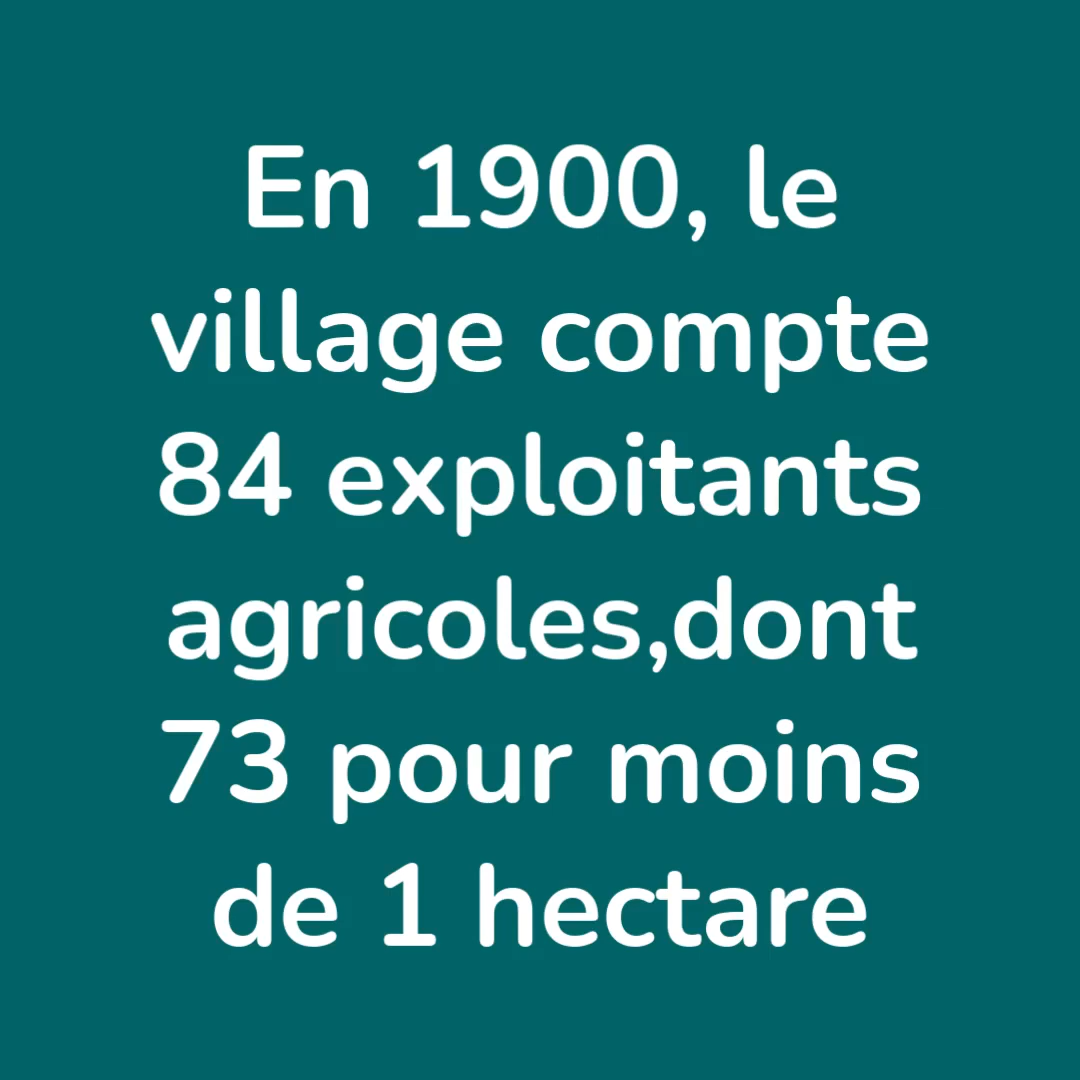 En 1900, le
village compte
84 exploitants
agricoles,dont
73 pour moins
de 1 hectare